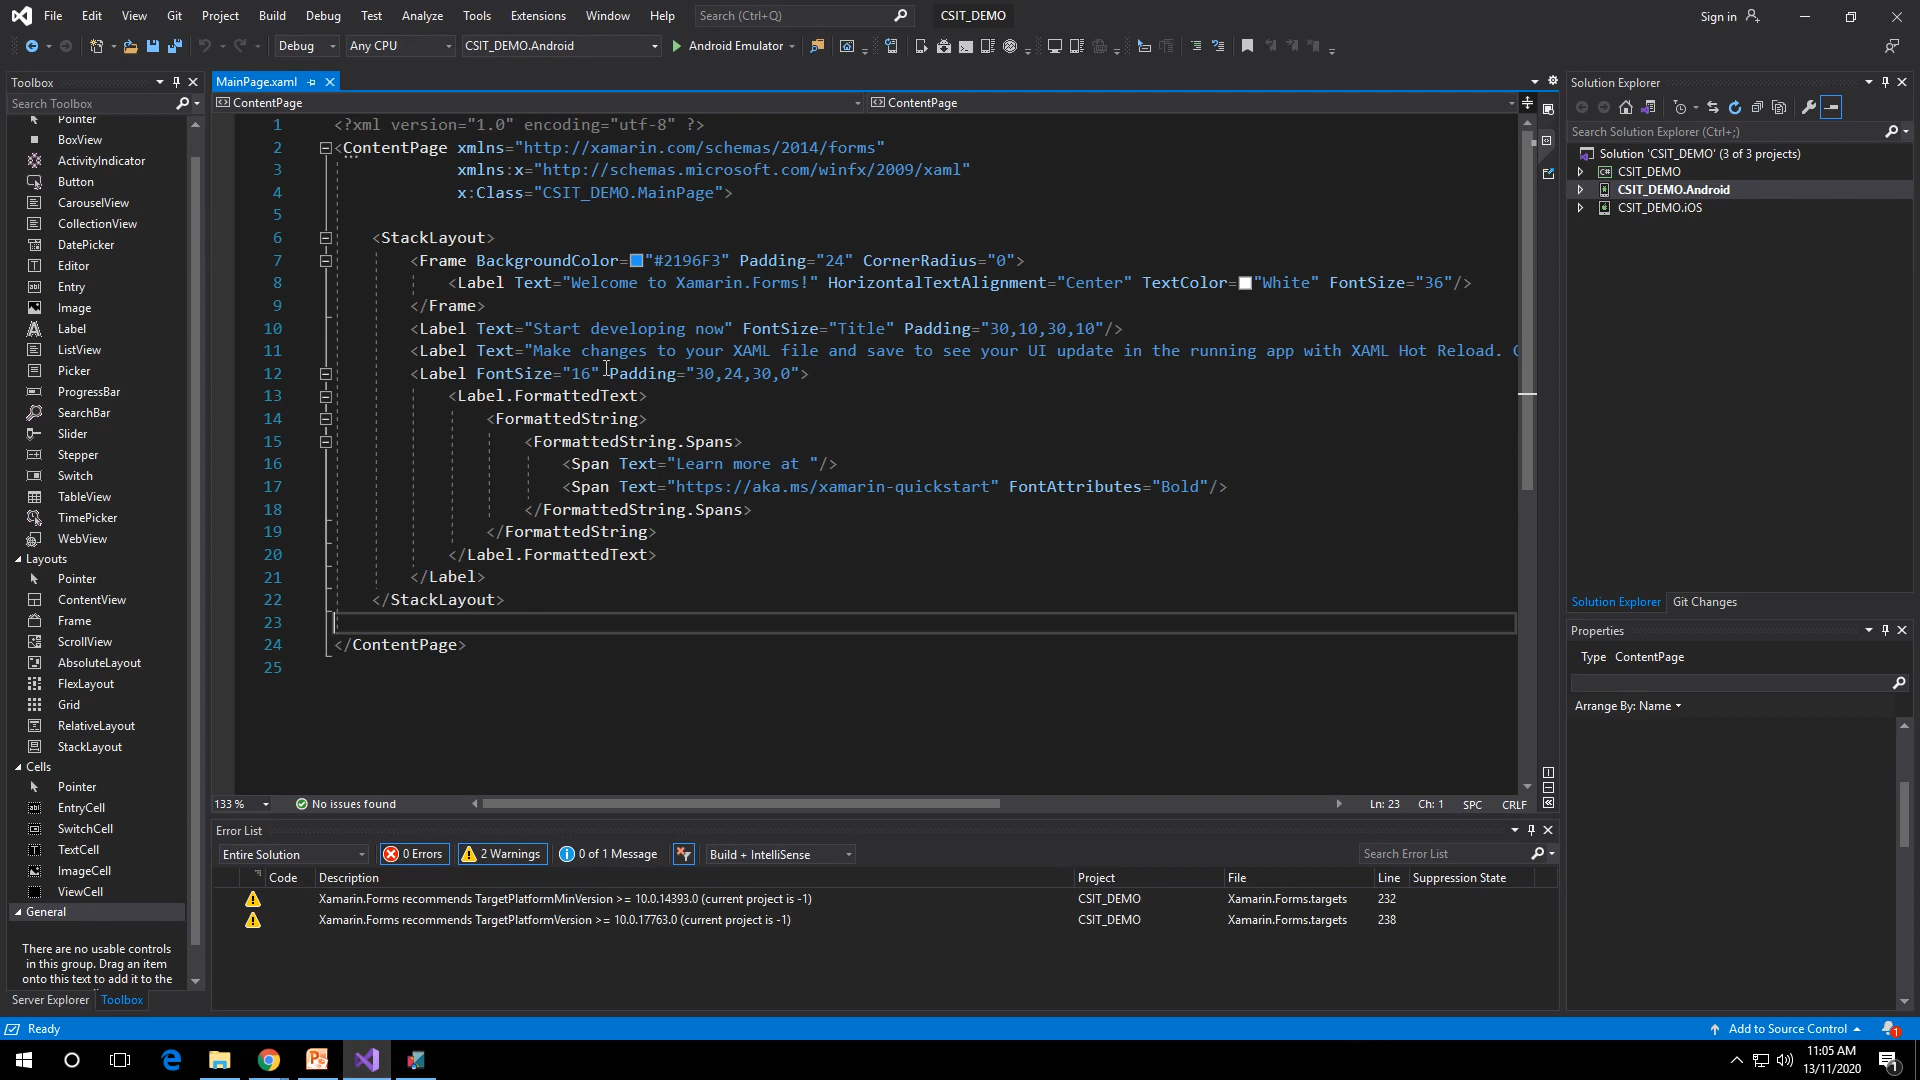 File Edit View Git Project Build Debug Test Analyze Tools Extensions Window Help Search (Ctrl+Q) CSIT_DEMO Sign in
Debug Any CPU CSIT_DEMO.Android Android Emulator
Toolbox
Search Toolbox
Pointer
BoxView
ActivityIndicator
Button
CarouselView
CollectionView
DatePicker
Editor
Entry
Image
Label
ListView
Picker
ProgressBar
SearchBar
Slider
Stepper
Switch
TableView
TimePicker
WebView
Layouts
Pointer
ContentView
Frame
ScrollView
AbsoluteLayout
FlexLayout
Grid
RelativeLayout
StackLayout
Cells
Pointer
EntryCell
SwitchCell
TextCell
ImageCell
ViewCell
General
There are no usable controls
in this group. Drag an item
onto this text to add it to the
Server Explorer Toolbox
MainPage.xaml
ContentPage ContentPage
1 <?xml version="1.0" encoding="utf-8" ?>
2 <ContentPage xmlns="http://xamarin.com/schemas/2014/forms"
3 xmlns:x="http://schemas.microsoft.com/winfx/2009/xaml"
4 x:Class="CSIT_DEMO.MainPage">
5
6 <StackLayout>
7 <Frame BackgroundColor="#2196F3" Padding="24" CornerRadius="0">
8 <Label Text="Welcome to Xamarin.Forms!" HorizontalTextAlignment="Center" TextColor="White" FontSize="36"/>
9 </Frame>
10 <Label Text="Start developing now" FontSize="Title" Padding="30,10,30,10"/>
11 <Label Text="Make changes to your XAML file and save to see your UI update in the running app with XAML Hot Reload.
12 <Label FontSize="16" Padding="30,24,30,0">
13 <Label.FormattedText>
14 <FormattedString>
15 <FormattedString.Spans>
16 <Span Text="Learn more at "/>
17 <Span Text="https://aka.ms/xamarin-quickstart" FontAttributes="Bold"/>
18 </FormattedString.Spans>
19 </FormattedString>
20 </Label.FormattedText>
21 </Label>
22 </StackLayout>
23
24 </ContentPage>
25
133 % No issues found Ln: 23 Ch: 1 SPC CRLF
Error List
Entire Solution 0 Errors 2 Warnings 0 of 1 Message Build + IntelliSense Search Error List
Code Description Project File Line Suppression State
Xamarin.Forms recommends TargetPlatformMinVersion >= 10.0.14393.0 (current project is -1) CSIT_DEMO Xamarin.Forms.targets 232
Xamarin.Forms recommends TargetPlatformVersion >= 10.0.17763.0 (current project is -1) CSIT_DEMO Xamarin.Forms.targets 238
Solution Explorer
Search Solution Explorer (Ctrl+;)
Solution 'CSIT_DEMO' (3 of 3 projects)
CSIT_DEMO
CSIT_DEMO.Android
CSIT_DEMO.iOS
Solution Explorer Git Changes
Properties
Type ContentPage
Arrange By: Name
Ready Add to Source Control 1
11:05 AM
13/11/2020
1